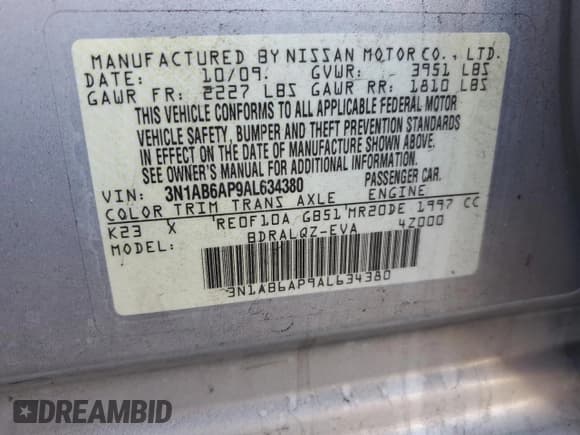 MANUFACTURED BY NISSAN MOTOR CO., LTD.
DATE: 10/09. GVWR: 3951 LBS
GAWR FR: 2227 LBS GAWR RR: 1810 LBS
THIS VEHICLE CONFORMS TO ALL APPLICABLE FEDERAL MOTOR
VEHICLE SAFETY, BUMPER AND THEFT PREVENTION STANDARDS
IN EFFECT ON THE DATE OF MANUFACTURE SHOWN ABOVE.
SEE OWNER'S MANUAL FOR ADDITIONAL INFORMATION.
VIN: 3N1AB6AP9AL634380 PASSENGER CAR.
COLOR TRIM TRANS AXLE ENGINE
K23 X RE0F10A GB51 MR20DE 1997 CC
MODEL: BDRALQZ-EVA 4Z000
3N1AB6AP9AL634380
DREAMBID